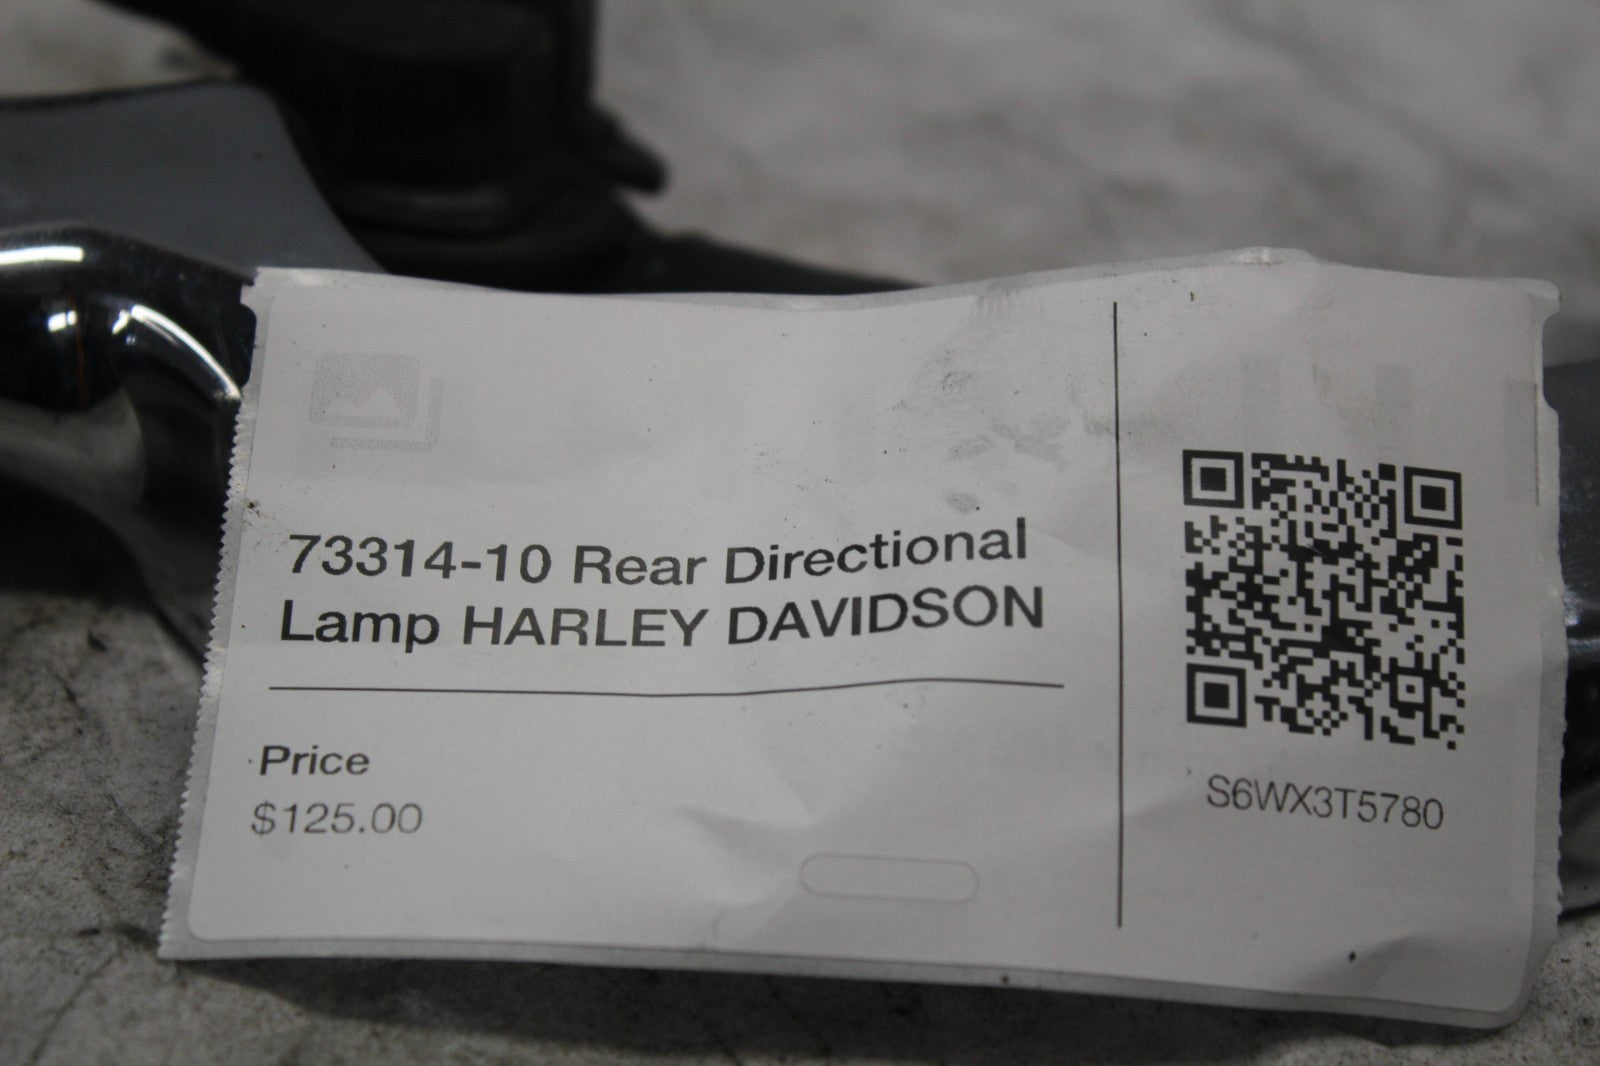 73314-10 Rear Directional
Lamp HARLEY DAVIDSON
Price
$125.00
S6WX3T5780